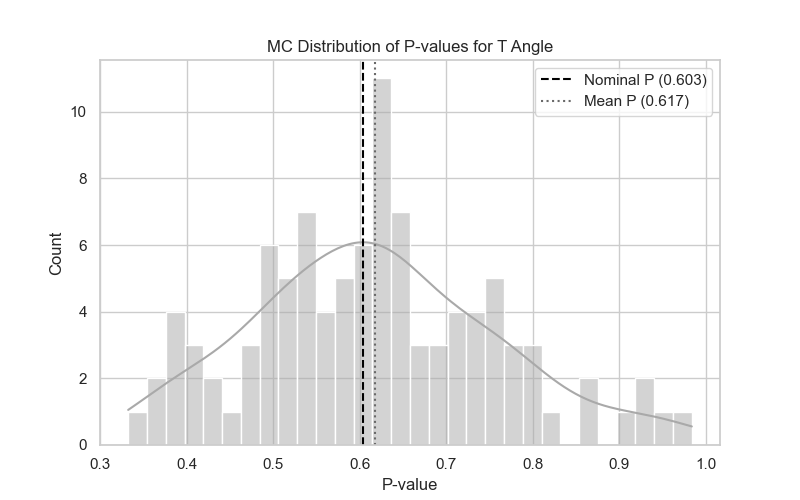 MC Distribution of P-values for T Angle
Nominal P (0.603)
Mean P (0.617)
Count
10
8
6
4
2
0
0.3 0.4 0.5 0.6 0.7 0.8 0.9 1.0
P-value